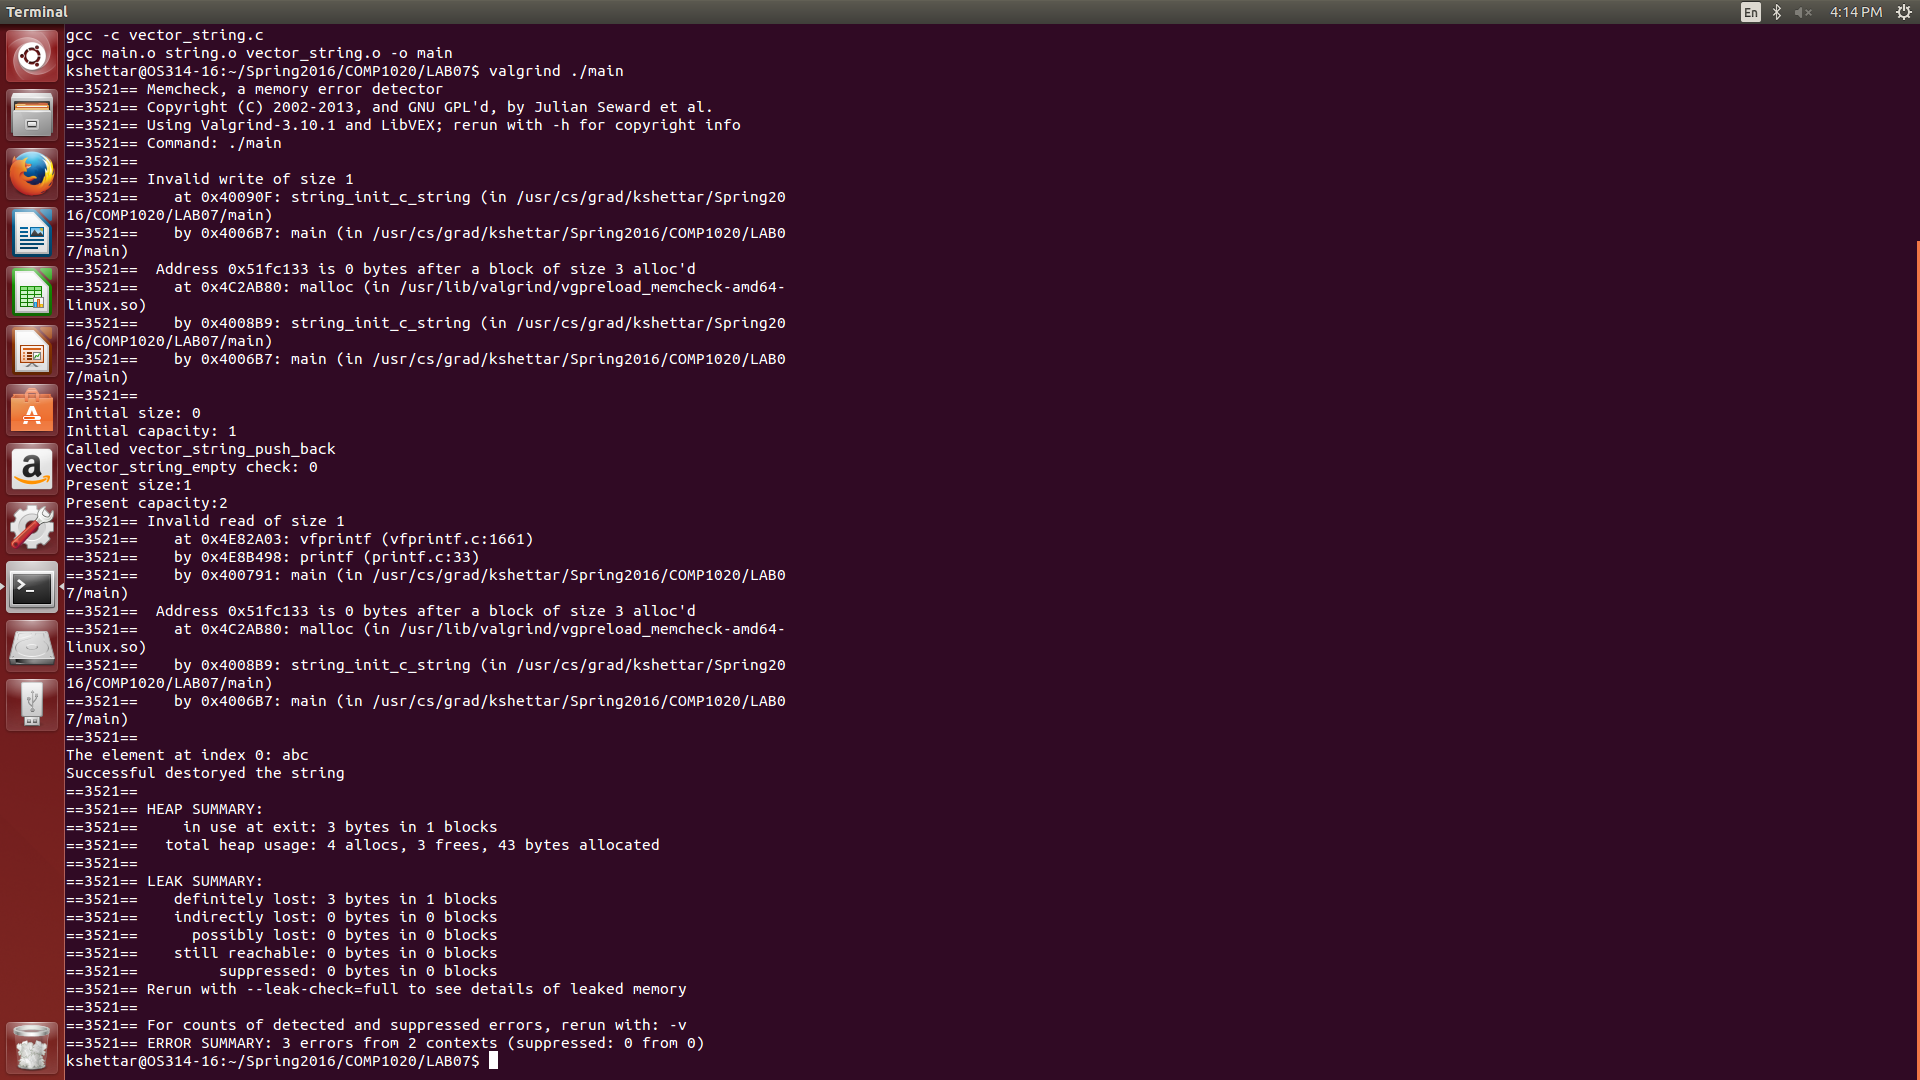 Terminal
En
4:14 PM
gcc -c vector_string.c
gcc main.o string.o vector_string.o -o main
kshettar@OS314-16:~/Spring2016/COMP1020/LAB07$ valgrind ./main
==3521== Memcheck, a memory error detector
==3521== Copyright (C) 2002-2013, and GNU GPL'd, by Julian Seward et al.
==3521== Using Valgrind-3.10.1 and LibVEX; rerun with -h for copyright info
==3521== Command: ./main
==3521==
==3521== Invalid write of size 1
==3521==    at 0x40090F: string_init_c_string (in /usr/cs/grad/kshettar/Spring20
16/COMP1020/LAB07/main)
==3521==    by 0x4006B7: main (in /usr/cs/grad/kshettar/Spring2016/COMP1020/LAB0
7/main)
==3521==  Address 0x51fc133 is 0 bytes after a block of size 3 alloc'd
==3521==    at 0x4C2AB80: malloc (in /usr/lib/valgrind/vgpreload_memcheck-amd64-
linux.so)
==3521==    by 0x4008B9: string_init_c_string (in /usr/cs/grad/kshettar/Spring20
16/COMP1020/LAB07/main)
==3521==    by 0x4006B7: main (in /usr/cs/grad/kshettar/Spring2016/COMP1020/LAB0
7/main)
==3521==
Initial size: 0
Initial capacity: 1
Called vector_string_push_back
vector_string_empty check: 0
Present size:1
Present capacity:2
==3521== Invalid read of size 1
==3521==    at 0x4E82A03: vfprintf (vfprintf.c:1661)
==3521==    by 0x4E8B498: printf (printf.c:33)
==3521==    by 0x400791: main (in /usr/cs/grad/kshettar/Spring2016/COMP1020/LAB0
7/main)
==3521==  Address 0x51fc133 is 0 bytes after a block of size 3 alloc'd
==3521==    at 0x4C2AB80: malloc (in /usr/lib/valgrind/vgpreload_memcheck-amd64-
linux.so)
==3521==    by 0x4008B9: string_init_c_string (in /usr/cs/grad/kshettar/Spring20
16/COMP1020/LAB07/main)
==3521==    by 0x4006B7: main (in /usr/cs/grad/kshettar/Spring2016/COMP1020/LAB0
7/main)
==3521==
The element at index 0: abc
Successful destoryed the string
==3521==
==3521== HEAP SUMMARY:
==3521==     in use at exit: 3 bytes in 1 blocks
==3521==   total heap usage: 4 allocs, 3 frees, 43 bytes allocated
==3521==
==3521== LEAK SUMMARY:
==3521==    definitely lost: 3 bytes in 1 blocks
==3521==    indirectly lost: 0 bytes in 0 blocks
==3521==      possibly lost: 0 bytes in 0 blocks
==3521==    still reachable: 0 bytes in 0 blocks
==3521==         suppressed: 0 bytes in 0 blocks
==3521== Rerun with --leak-check=full to see details of leaked memory
==3521==
==3521== For counts of detected and suppressed errors, rerun with: -v
==3521== ERROR SUMMARY: 3 errors from 2 contexts (suppressed: 0 from 0)
kshettar@OS314-16:~/Spring2016/COMP1020/LAB07$